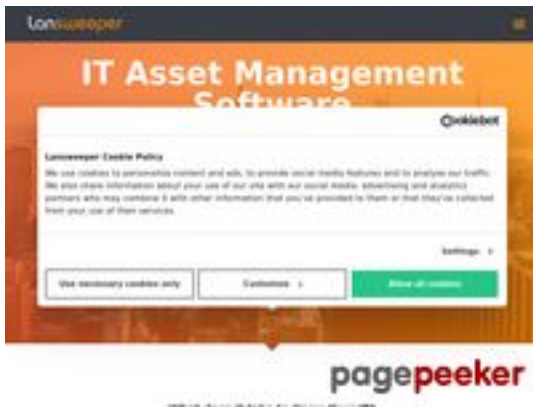 Lansweeper
IT Asset Management
Software
Cookiebot
Lansweeper Cookie Policy
We use cookies to personalise content and ads, to provide social media features and to analyse our traffic.
We also share information about your use of our site with our social media, advertising and analytics
partners who may combine it with other information that you've provided to them or that they've collected
from your use of their services.
Settings
Use necessary cookies only
Customize
Allow all cookies
pagepeeker